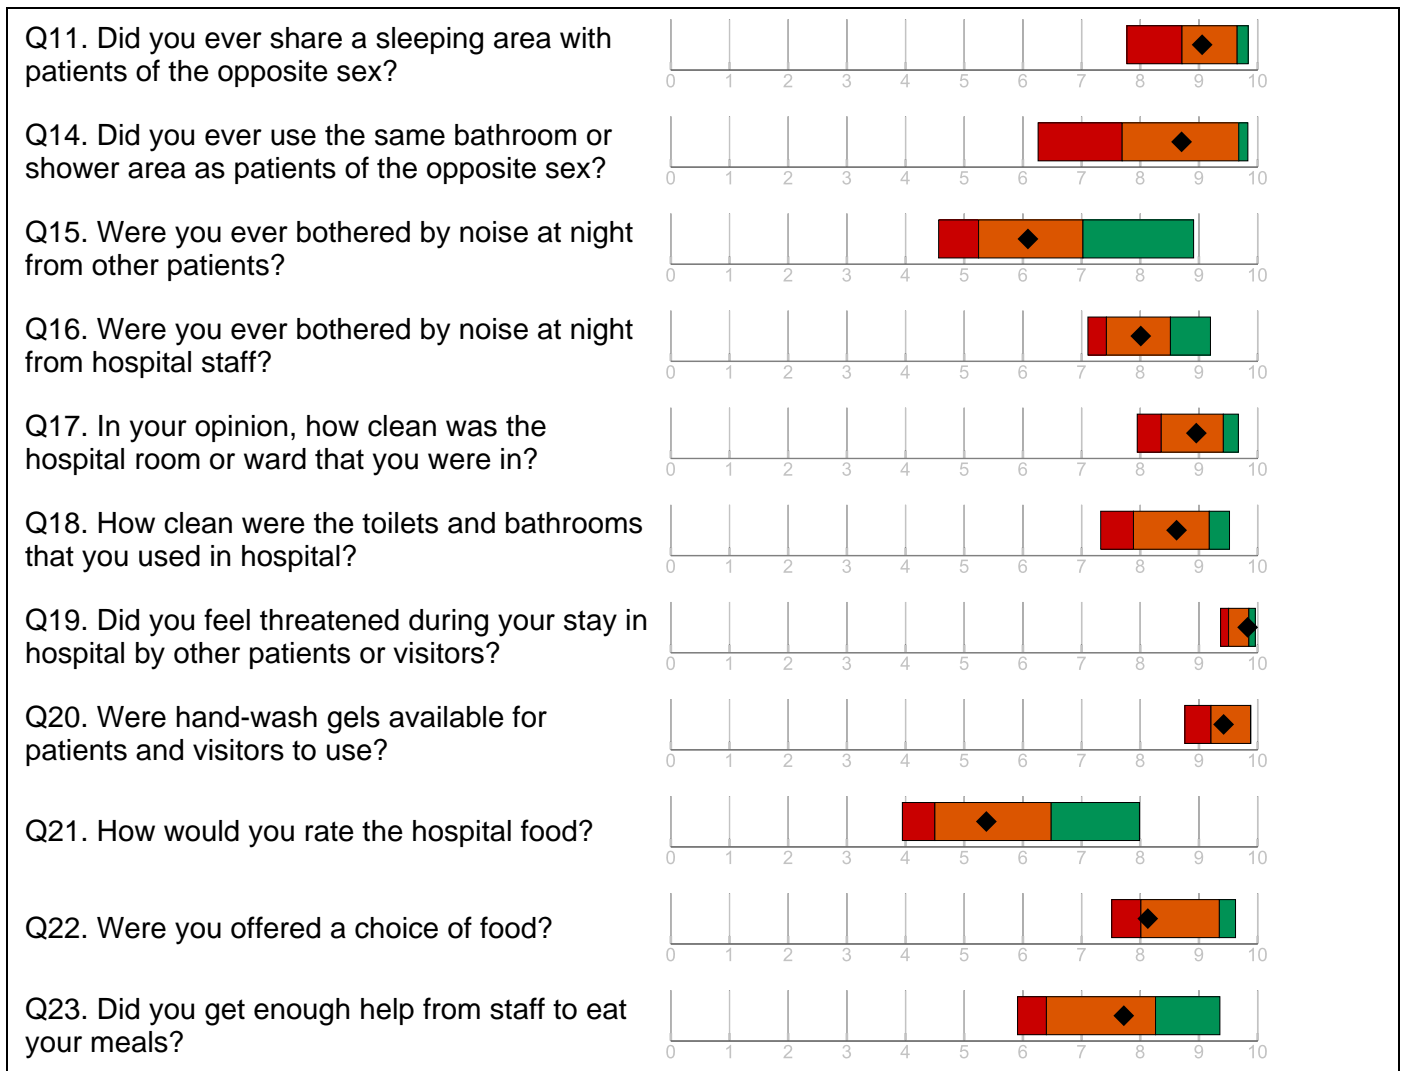 Q11. Did you ever share a sleeping area with
patients of the opposite sex?
0 1 2 3 4 5 6 7 8 9 10
Q14. Did you ever use the same bathroom or
shower area as patients of the opposite sex?
0 1 2 3 4 5 6 7 8 9 10
Q15. Were you ever bothered by noise at night
from other patients?
0 1 2 3 4 5 6 7 8 9 10
Q16. Were you ever bothered by noise at night
from hospital staff?
0 1 2 3 4 5 6 7 8 9 10
Q17. In your opinion, how clean was the
hospital room or ward that you were in?
0 1 2 3 4 5 6 7 8 9 10
Q18. How clean were the toilets and bathrooms
that you used in hospital?
0 1 2 3 4 5 6 7 8 9 10
Q19. Did you feel threatened during your stay in
hospital by other patients or visitors?
0 1 2 3 4 5 6 7 8 9 10
Q20. Were hand-wash gels available for
patients and visitors to use?
0 1 2 3 4 5 6 7 8 9 10
Q21. How would you rate the hospital food?
0 1 2 3 4 5 6 7 8 9 10
Q22. Were you offered a choice of food?
0 1 2 3 4 5 6 7 8 9 10
Q23. Did you get enough help from staff to eat
your meals?
0 1 2 3 4 5 6 7 8 9 10